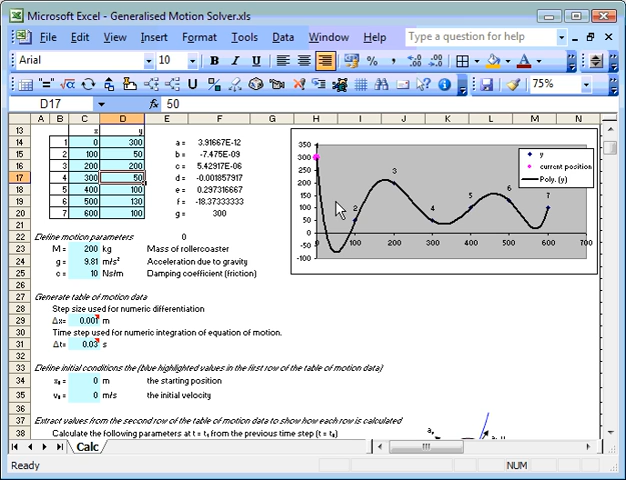 Microsoft Excel - Generalised Motion Solver.xls
File Edit View Insert Format Tools Data Window Help Type a question for help
Arial 10 B I U
75%
D17 fx 50
A B C D E F G H I J K L M N
13 x y
14 1 0 300 a = 3.91667E-12
15 2 100 50 b = -7.475E-09
16 3 200 200 c = 5.42917E-06
17 4 300 50 d = -0.001857917
18 5 400 100 e = 0.297316667
19 6 500 130 f = -18.37333333
20 7 600 100 g = 300
21
22 Define motion parameters 0
23 M = 200 kg Mass of rollercoaster
24 g = 9.81 m/s² Acceleration due to gravity
25 c = 10 Ns/m Damping coefficient (friction)
26
27 Generate table of motion data
28 Step size used for numeric differentiation
29 Δx= 0.001 m
30 Time step used for numeric integration of equation of motion.
31 Δt= 0.03 s
32
33 Define initial conditions the (blue highlighted values in the first row of the table of motion data)
34 x₀ = 0 m the starting position
35 v₀ = 0 m/s the initial velocity
36
37 Extract values from the second row of the table of motion data to show how each row is calculated
38 Calculate the following parameters at t = t₁ from the previous time step (t = t₀)
350
300
250
200
150
100
50
0
-50
-100
0 100 200 300 400 500 600 700
2 3 4 5 6 7
y
current position
Poly. (y)
Calc
Ready NUM